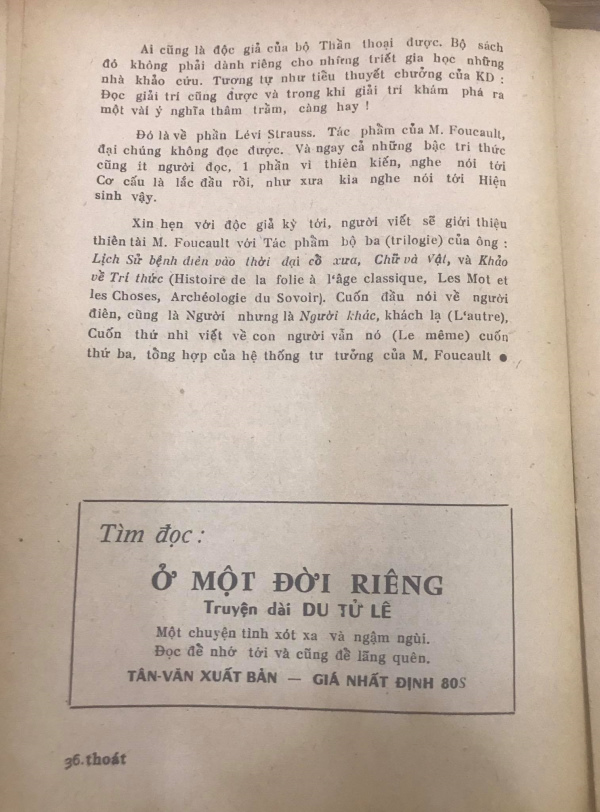 Ai cũng là độc giả của bộ Thần thoại được. Bộ sách
đó không phải dành riêng cho những triết gia học những
nhà khảo cứu. Tương tự như tiểu thuyết chưởng của KD :
Đọc giải trí cũng được và trong khi giải trí khám phá ra
một vài ý nghĩa thâm trầm, càng hay !
Đó là về phần Lévi Strauss. Tác phẩm của M. Foucault,
đại chúng không đọc được. Và ngay cả những bậc trí thức
cũng ít người đọc, 1 phần vì thiên kiến, nghe nói tới
Cơ cấu là lắc đầu rồi, như xưa kia nghe nói tới Hiện
sinh vậy.
Xin hẹn với độc giả kỳ tới, người viết sẽ giới thiệu
thiên tài M. Foucault với Tác phẩm bộ ba (trilogie) của ông :
Lịch Sử bệnh điên vào thời đại cổ xưa, Chữ và Vật, và Khảo
về Tri thức (Histoire de la folie à l'âge classique, Les Mot et
les Choses, Archéologie du Sovoir). Cuốn đầu nói về người
điên, cũng là Người nhưng là Người khác, khách lạ (L'autre),
Cuốn thứ nhì viết về con người vẫn nó (Le même) cuốn
thứ ba, tổng hợp của hệ thống tư tưởng của M. Foucault ●
Tìm đọc :
Ở MỘT ĐỜI RIÊNG
Truyện dài DU TỬ LÊ
Một chuyện tình xót xa và ngậm ngùi.
Đọc để nhớ tới và cũng để lãng quên.
TÂN-VĂN XUẤT BẢN — GIÁ NHẤT ĐỊNH 80S
36.thoát